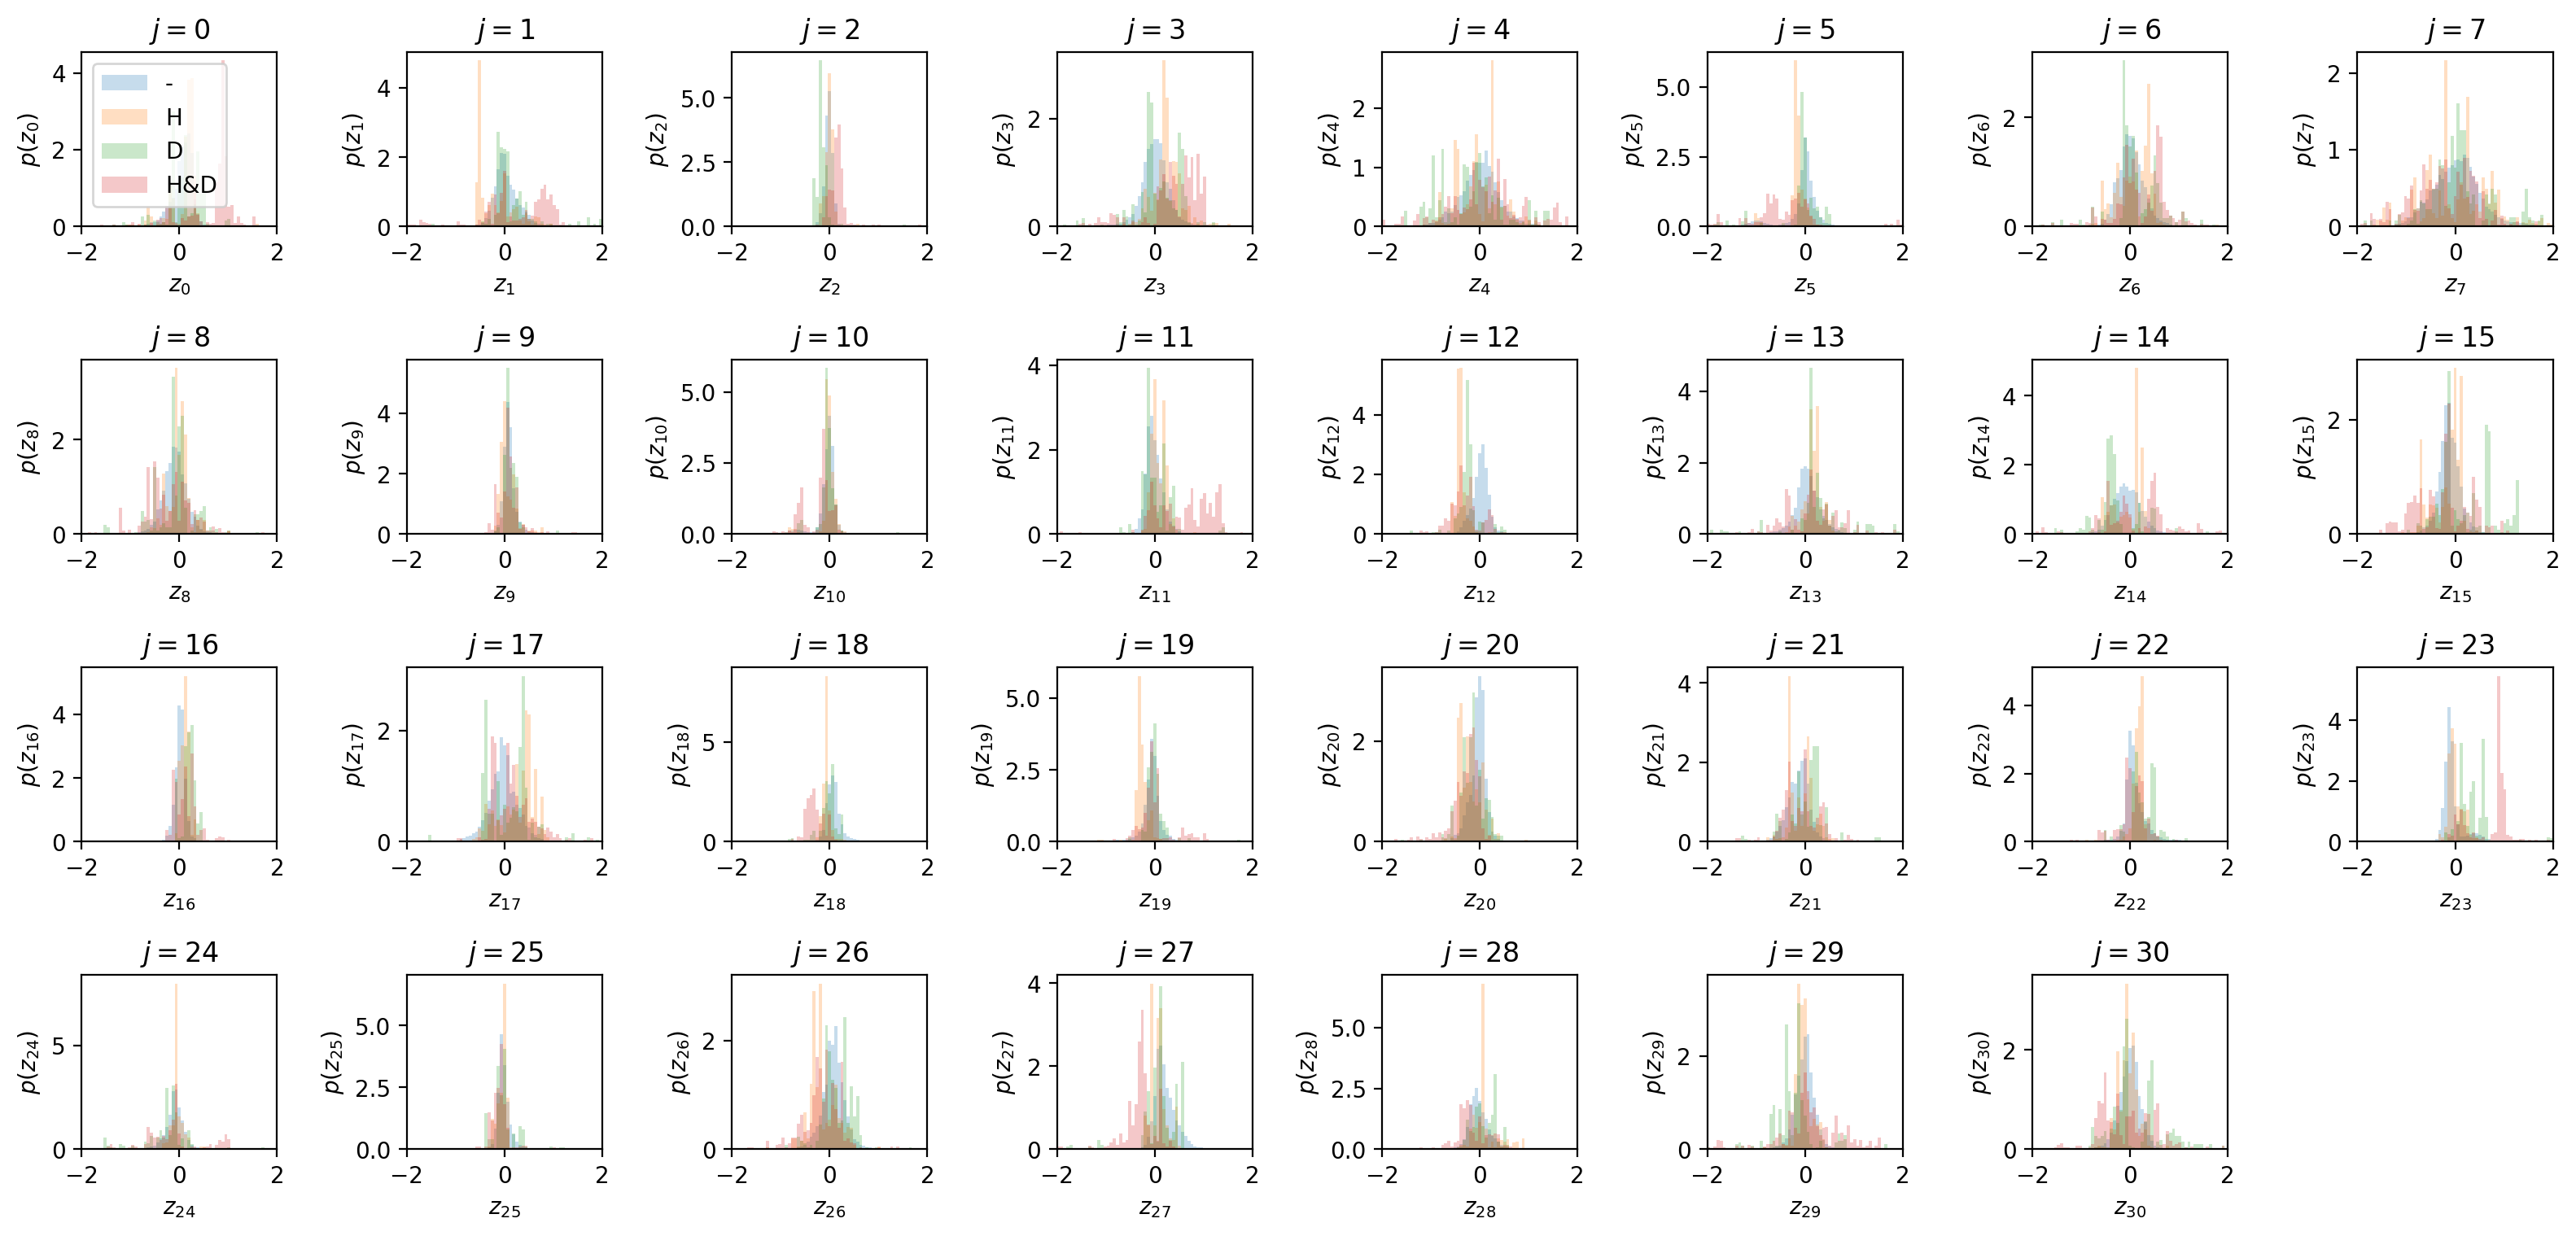 j = 0
4
2
0
−2 0 2
p(z₀)
z₀
-
H
D
H&D
j = 1
4
2
0
−2 0 2
p(z₁)
z₁
j = 2
5.0
2.5
0.0
−2 0 2
p(z₂)
z₂
j = 3
2
0
−2 0 2
p(z₃)
z₃
j = 4
2
1
0
−2 0 2
p(z₄)
z₄
j = 5
5.0
2.5
0.0
−2 0 2
p(z₅)
z₅
j = 6
2
0
−2 0 2
p(z₆)
z₆
j = 7
2
1
0
−2 0 2
p(z₇)
z₇
j = 8
2
0
−2 0 2
p(z₈)
z₈
j = 9
4
2
0
−2 0 2
p(z₉)
z₉
j = 10
5.0
2.5
0.0
−2 0 2
p(z₁₀)
z₁₀
j = 11
4
2
0
−2 0 2
p(z₁₁)
z₁₁
j = 12
4
2
0
−2 0 2
p(z₁₂)
z₁₂
j = 13
4
2
0
−2 0 2
p(z₁₃)
z₁₃
j = 14
4
2
0
−2 0 2
p(z₁₄)
z₁₄
j = 15
2
0
−2 0 2
p(z₁₅)
z₁₅
j = 16
4
2
0
−2 0 2
p(z₁₆)
z₁₆
j = 17
2
0
−2 0 2
p(z₁₇)
z₁₇
j = 18
5
0
−2 0 2
p(z₁₈)
z₁₈
j = 19
5.0
2.5
0.0
−2 0 2
p(z₁₉)
z₁₉
j = 20
2
0
−2 0 2
p(z₂₀)
z₂₀
j = 21
4
2
0
−2 0 2
p(z₂₁)
z₂₁
j = 22
4
2
0
−2 0 2
p(z₂₂)
z₂₂
j = 23
4
2
0
−2 0 2
p(z₂₃)
z₂₃
j = 24
5
0
−2 0 2
p(z₂₄)
z₂₄
j = 25
5.0
2.5
0.0
−2 0 2
p(z₂₅)
z₂₅
j = 26
2
0
−2 0 2
p(z₂₆)
z₂₆
j = 27
4
2
0
−2 0 2
p(z₂₇)
z₂₇
j = 28
5.0
2.5
0.0
−2 0 2
p(z₂₈)
z₂₈
j = 29
2
0
−2 0 2
p(z₂₉)
z₂₉
j = 30
2
0
−2 0 2
p(z₃₀)
z₃₀